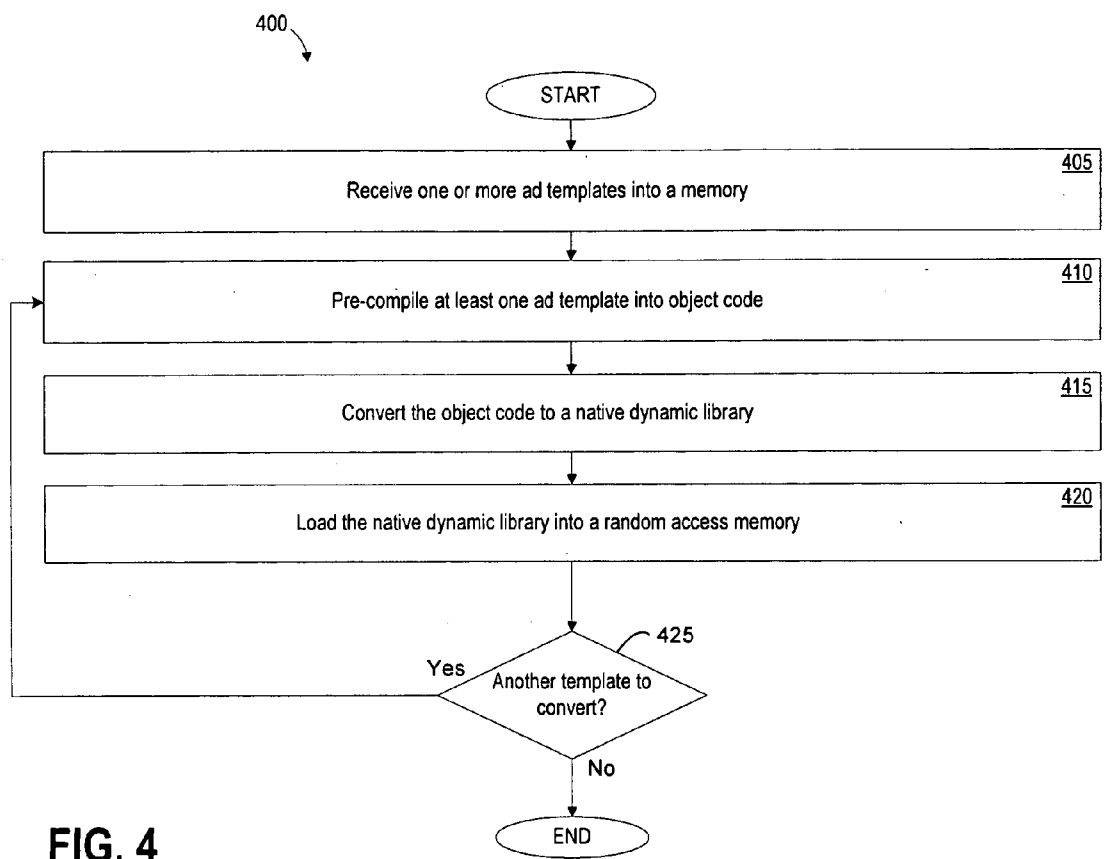 400
START
405
Receive one or more ad templates into a memory
410
Pre-compile at least one ad template into object code
415
Convert the object code to a native dynamic library
420
Load the native dynamic library into a random access memory
425
Yes
Another template to
convert?
No
END
FIG. 4